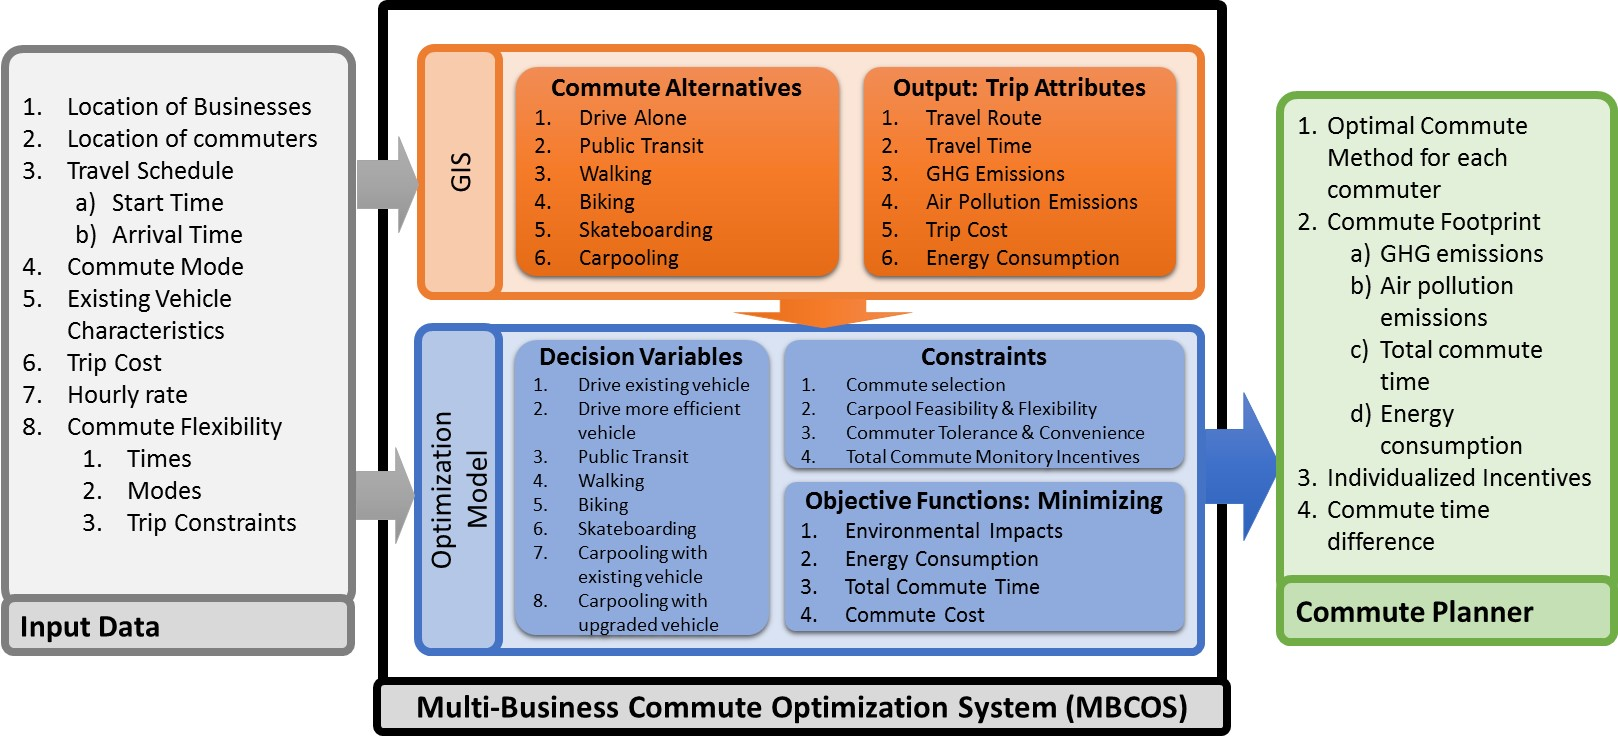 1. Location of Businesses
2. Location of commuters
3. Travel Schedule
a) Start Time
b) Arrival Time
4. Commute Mode
5. Existing Vehicle
Characteristics
6. Trip Cost
7. Hourly rate
8. Commute Flexibility
1. Times
2. Modes
3. Trip Constraints
Input Data
GIS
Commute Alternatives
1. Drive Alone
2. Public Transit
3. Walking
4. Biking
5. Skateboarding
6. Carpooling
Output: Trip Attributes
1. Travel Route
2. Travel Time
3. GHG Emissions
4. Air Pollution Emissions
5. Trip Cost
6. Energy Consumption
Optimization
Model
Decision Variables
1. Drive existing vehicle
2. Drive more efficient
vehicle
3. Public Transit
4. Walking
5. Biking
6. Skateboarding
7. Carpooling with
existing vehicle
8. Carpooling with
upgraded vehicle
Constraints
1. Commute selection
2. Carpool Feasibility & Flexibility
3. Commuter Tolerance & Convenience
4. Total Commute Monitory Incentives
Objective Functions: Minimizing
1. Environmental Impacts
2. Energy Consumption
3. Total Commute Time
4. Commute Cost
Multi-Business Commute Optimization System (MBCOS)
1. Optimal Commute
Method for each
commuter
2. Commute Footprint
a) GHG emissions
b) Air pollution
emissions
c) Total commute
time
d) Energy
consumption
3. Individualized Incentives
4. Commute time
difference
Commute Planner